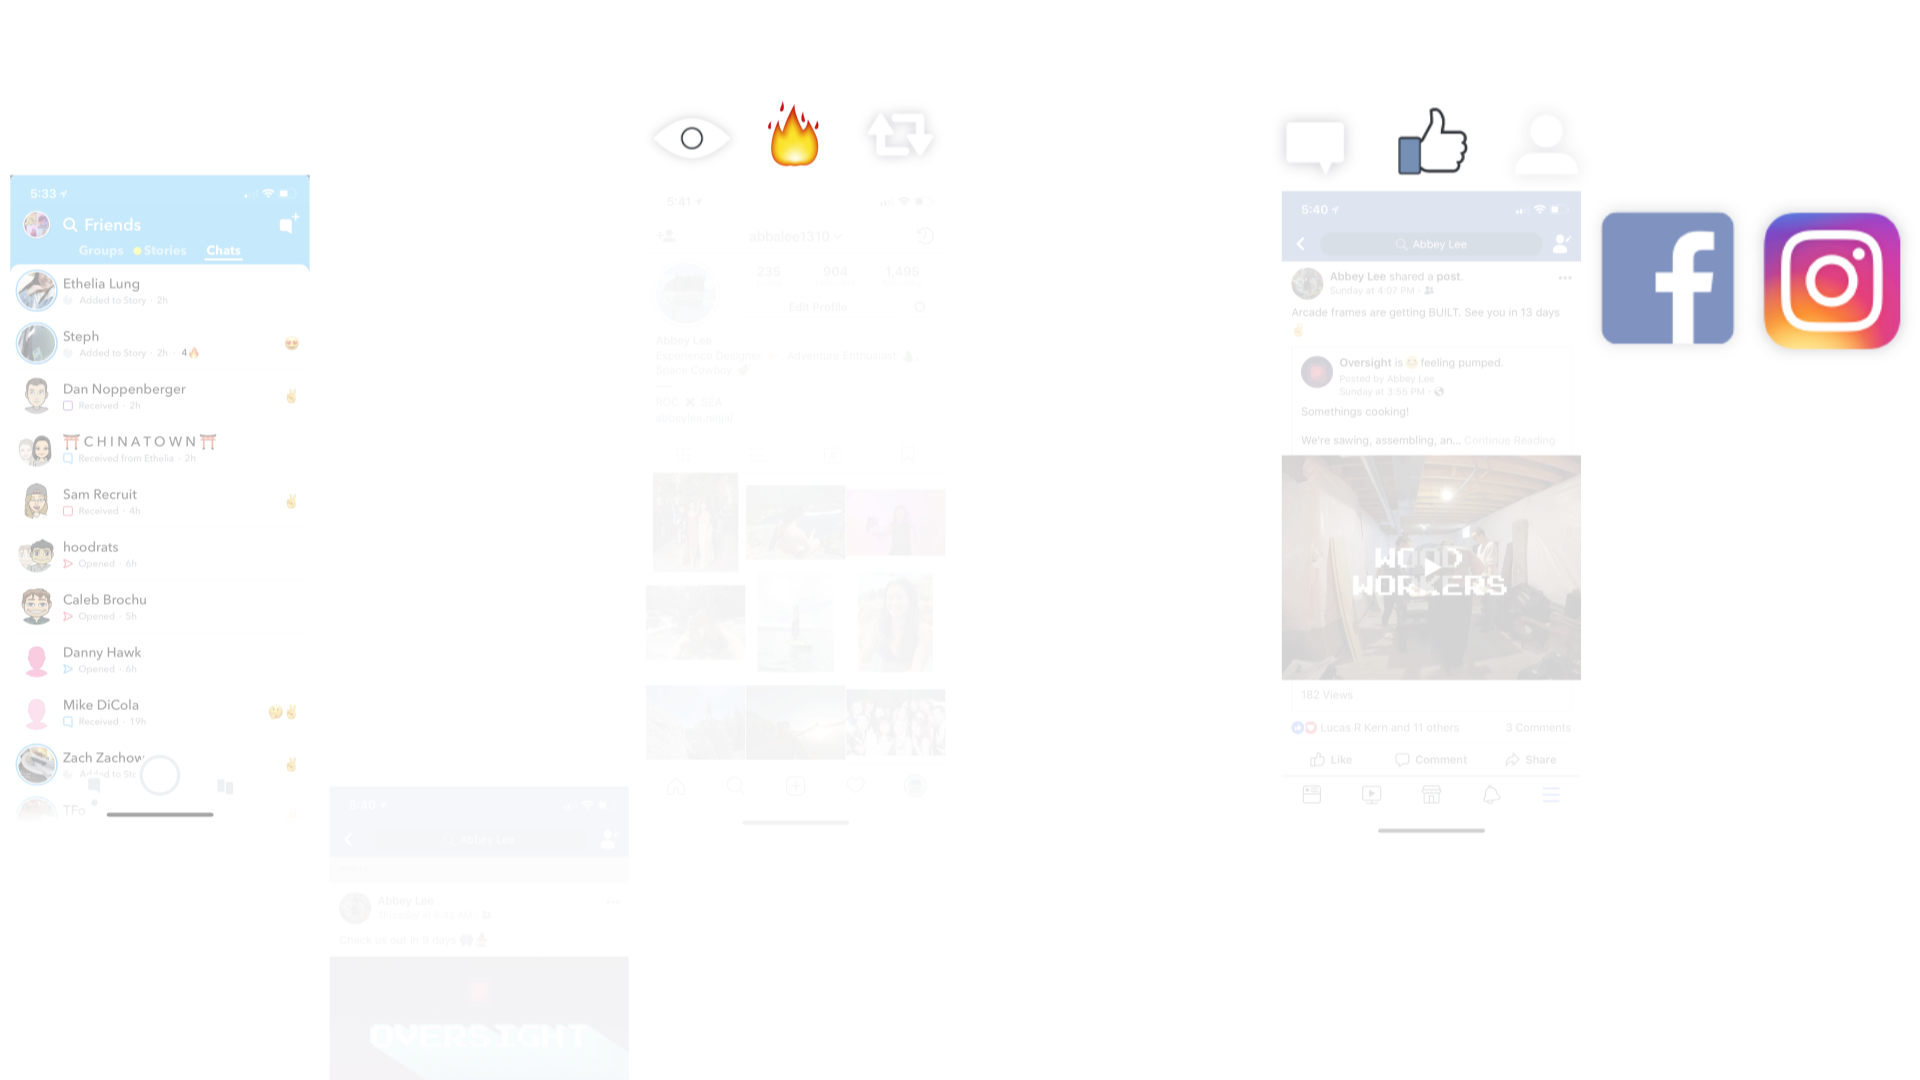 5:33
Friends
Groups Stories Chats
Ethelia Lung
Added to Story · 2h
Steph
Added to Story · 2h — 4🔥
Dan Noppenberger
Received · 2h
⛩C H I N A T O W N⛩
Received from Ethelia · 2h
Sam Recruit
Received · 4h
hoodrats
Opened · 6h
Caleb Brochu
Opened · 5h
Danny Hawk
Opened · 6h
Mike DiCola
Received · 19h
Zach Zachow
Added to Sto
TFo
5:40
Abbey Lee
Abbey Lee
Check us out in 9 days
OVERSIGHT
5:41
abbalee1310
235 904 1,495
Edit Profile
Abbey Lee
Experience Designer Adventure Enthusiast
Space Cowboy
ROC ✖ SEA
5:40
Abbey Lee
Abbey Lee shared a post.
Sunday at 4:07 PM ·
Arcade frames are getting BUILT. See you in 13 days
✌
Oversight is feeling pumped.
Posted by Abbey Lee
Sunday at 3:55 PM ·
Somethings cooking!
We're sawing, assembling, an... Continue Reading
WOOD
WORKERS
182 Views
Lucas R Kern and 11 others 3 Comments
Like Comment Share